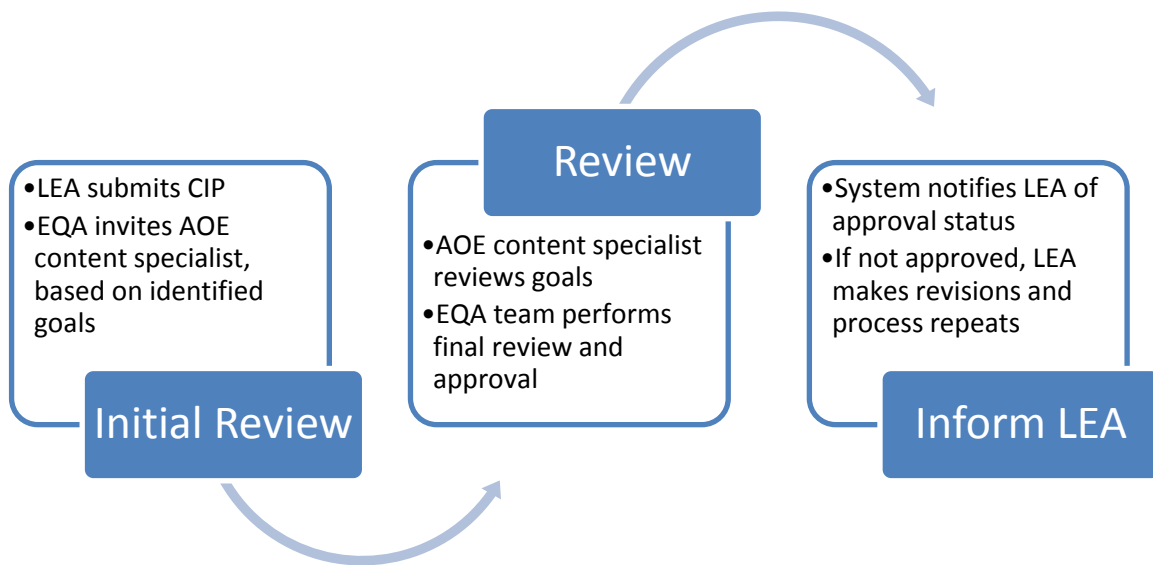 •LEA submits CIP
•EQA invites AOE
content specialist,
based on identified
goals
Initial Review
Review
•AOE content specialist
reviews goals
•EQA team performs
final review and
approval
•System notifies LEA of
approval status
•If not approved, LEA
makes revisions and
process repeats
Inform LEA